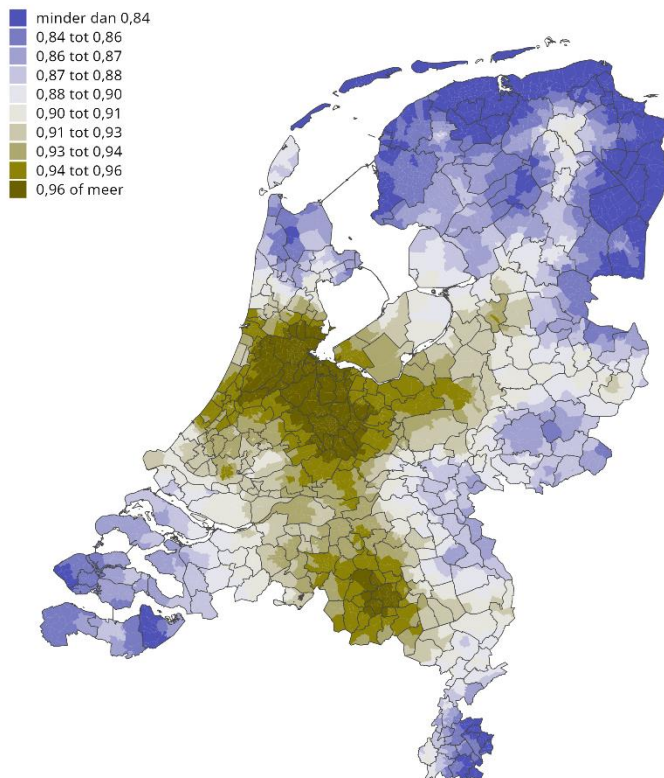 minder dan 0,84
0,84 tot 0,86
0,86 tot 0,87
0,87 tot 0,88
0,88 tot 0,90
0,90 tot 0,91
0,91 tot 0,93
0,93 tot 0,94
0,94 tot 0,96
0,96 of meer